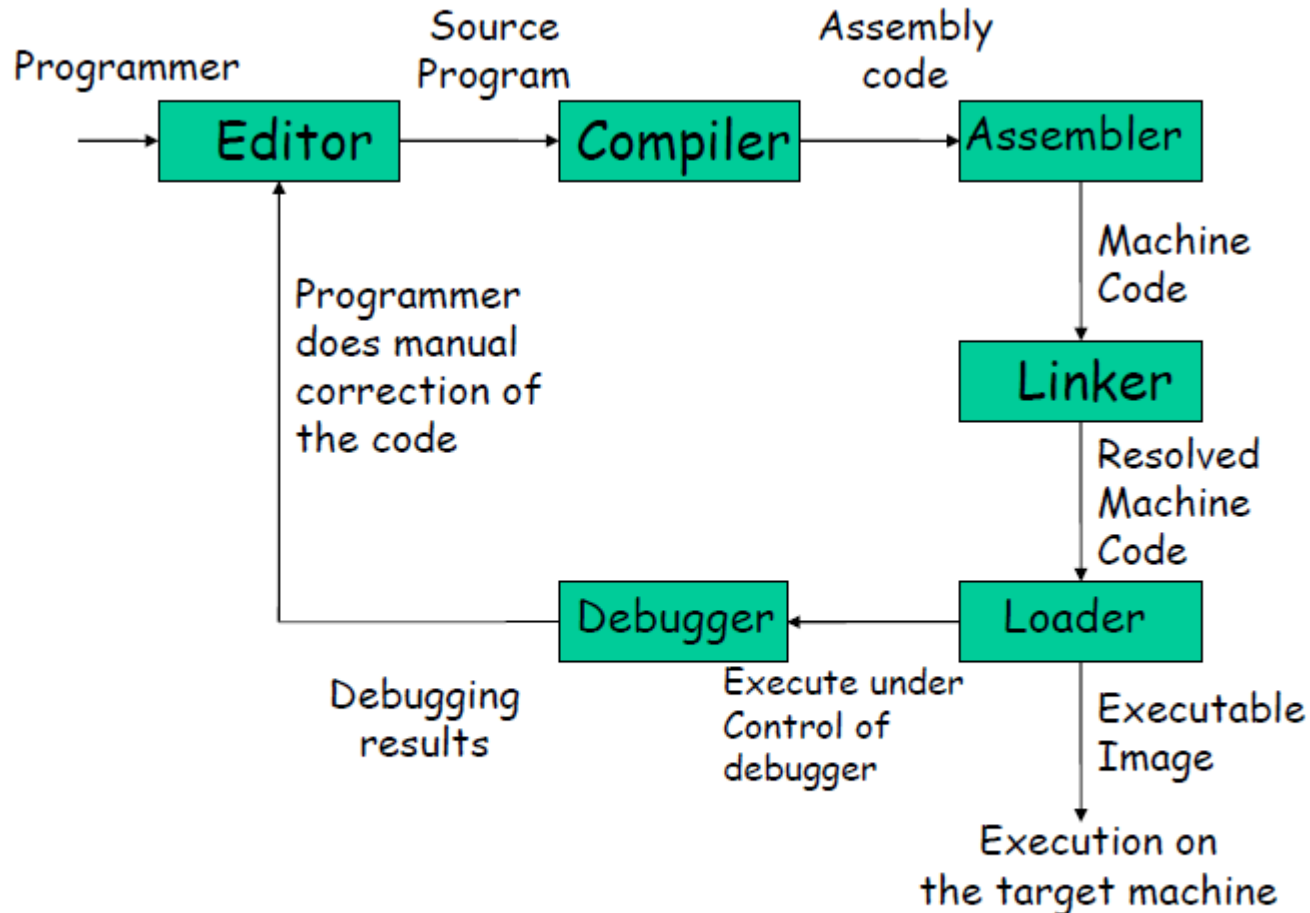 Programmer
Source
Program
Assembly
code
Editor
Compiler
Assembler
Machine
Code
Programmer
does manual
correction of
the code
Linker
Resolved
Machine
Code
Debugger
Loader
Debugging
results
Execute under
Control of
debugger
Executable
Image
Execution on
the target machine